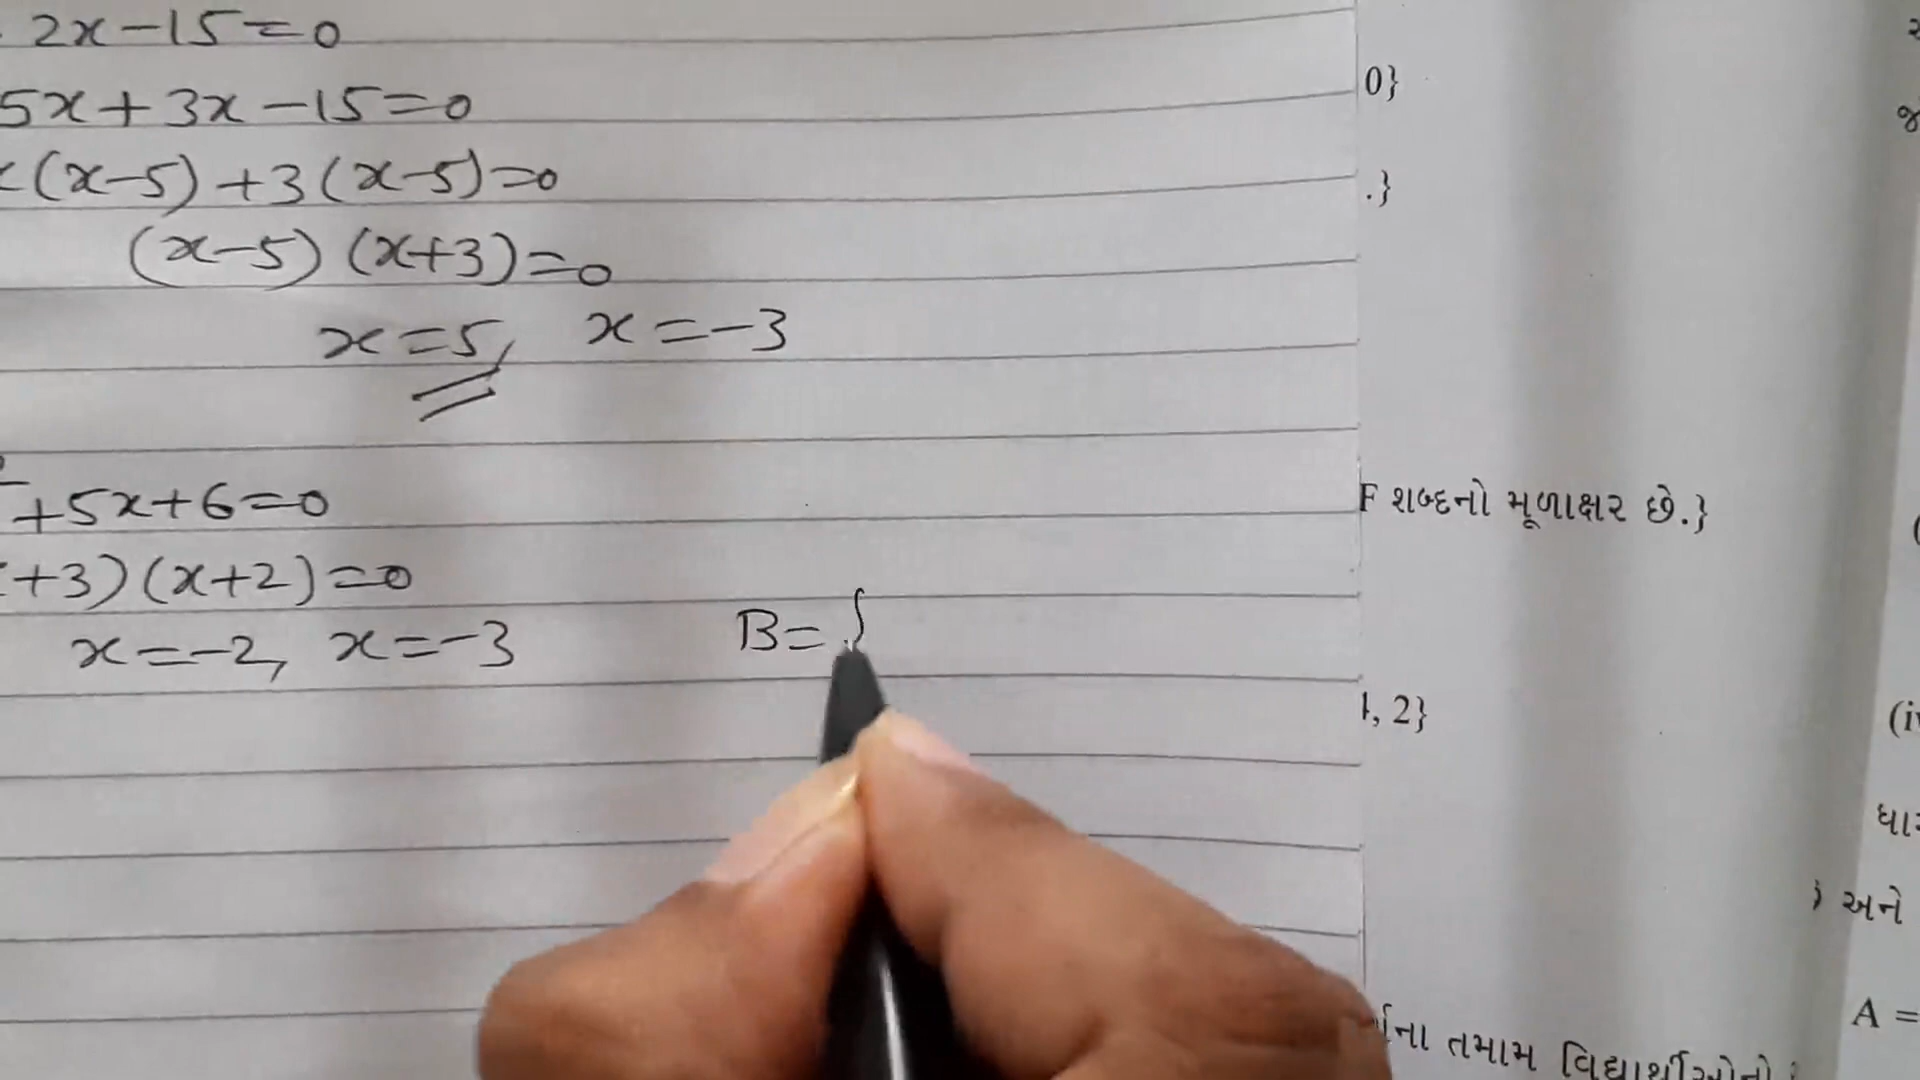 2x-15=0
5x+3x-15=0
(x-5)+3(x-5)=0
(x-5) (x+3)=0
x=5, x=-3
+5x+6=0
+3)(x+2)=0
x=-2, x=-3
B={
0}
.}
F શબ્દનો મૂળાક્ષર છે.}
, 2}
ના તમામ વિદ્યાર્થીઓનો
(i
અને
A =